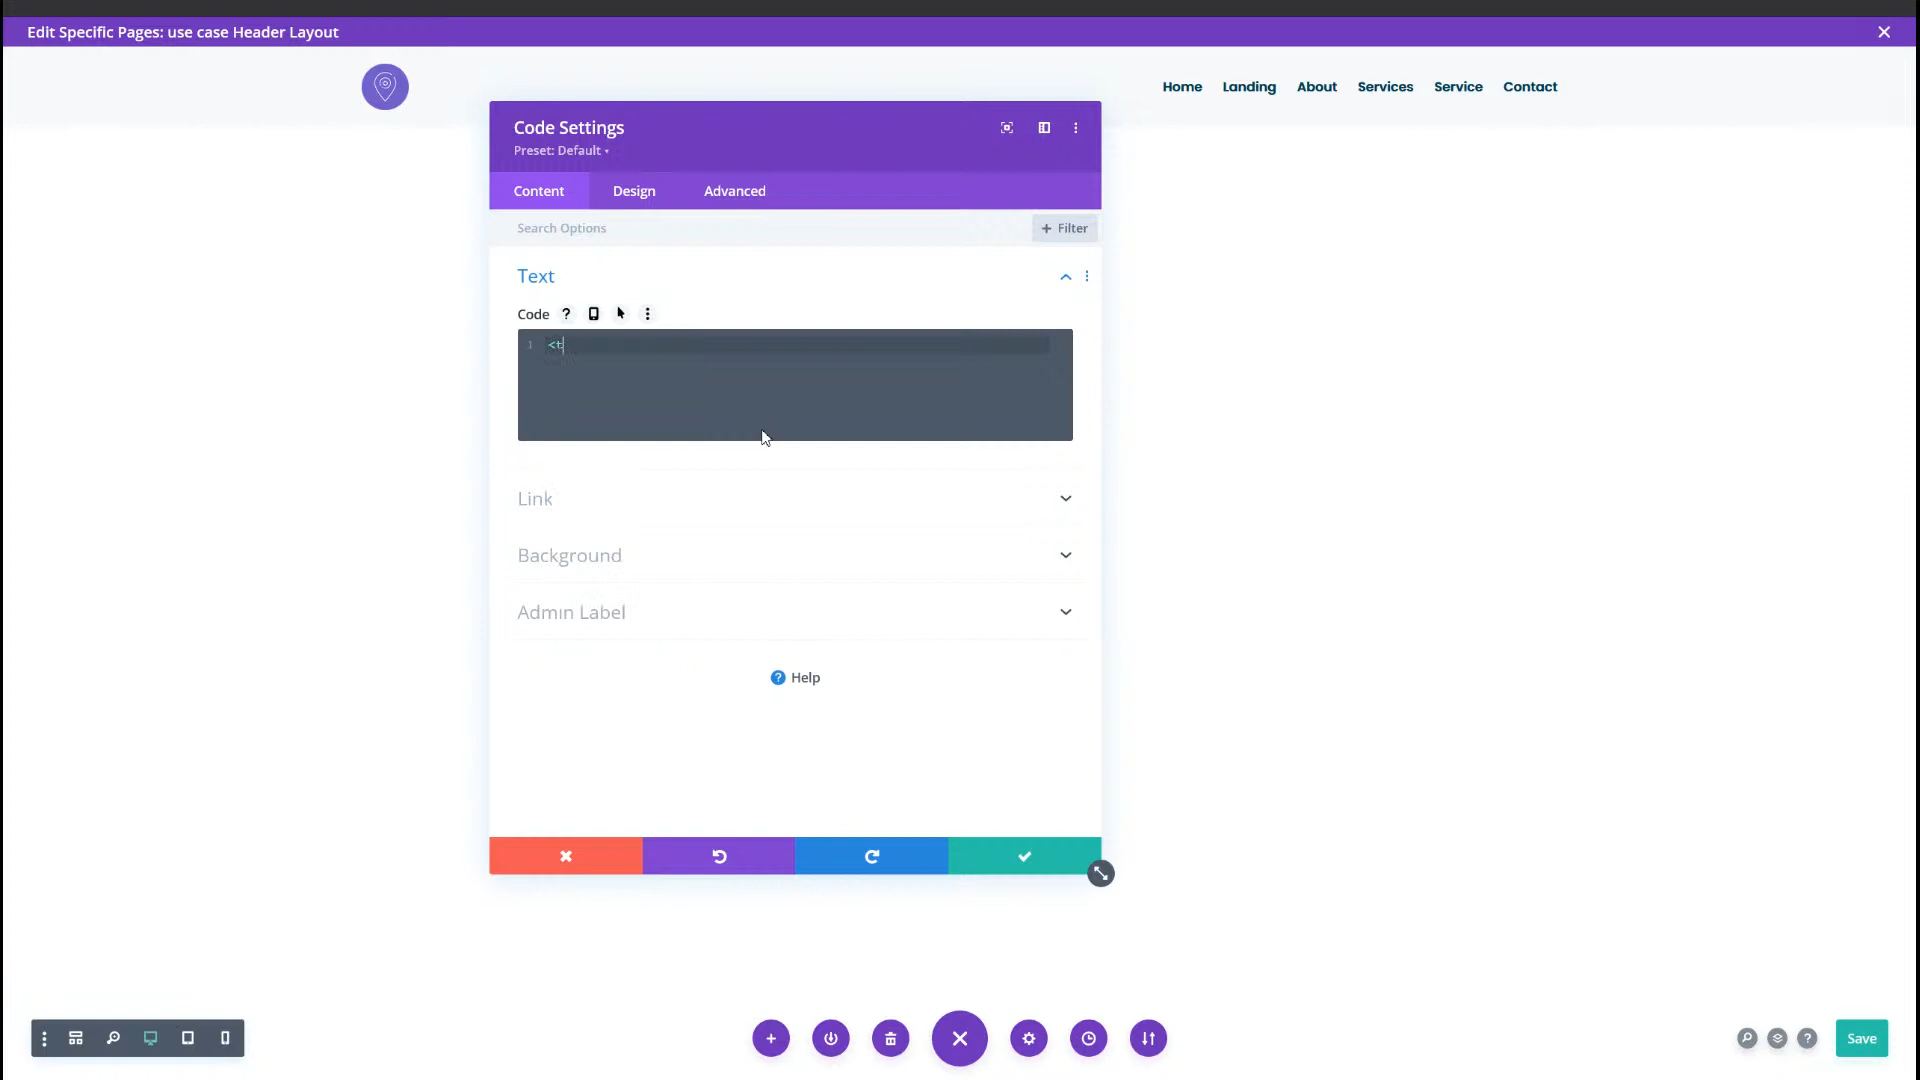 Edit Specific Pages: use case Header Layout
Home Landing About Services Service Contact
Code Settings
Preset: Default
Content Design Advanced
Search Options
+ Filter
Text
Code ?
1 <t
Link
Background
Admin Label
? Help
? Save